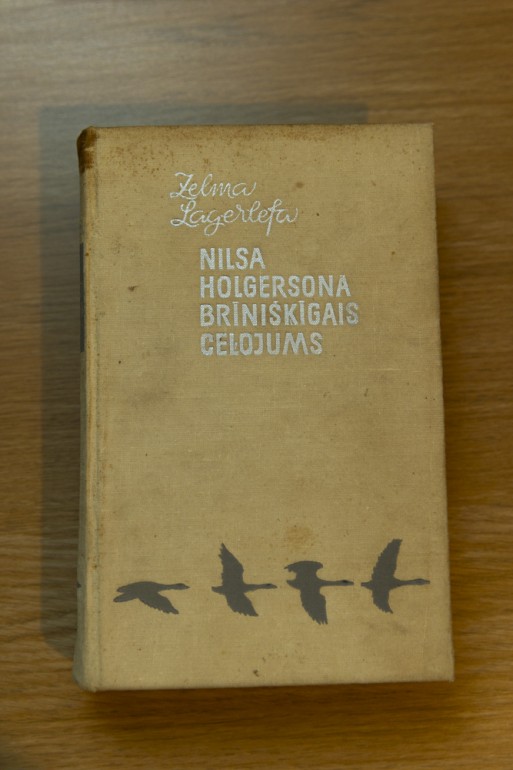 Zelma
Lagerlefa
NILSA
HOLGERSONA
BRĪNIŠĶĪGAIS
CEĻOJUMS